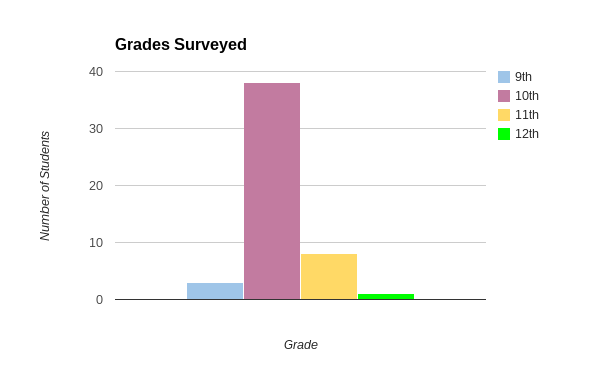 Grades Surveyed
40
30
20
10
0
Number of Students
Grade
9th
10th
11th
12th